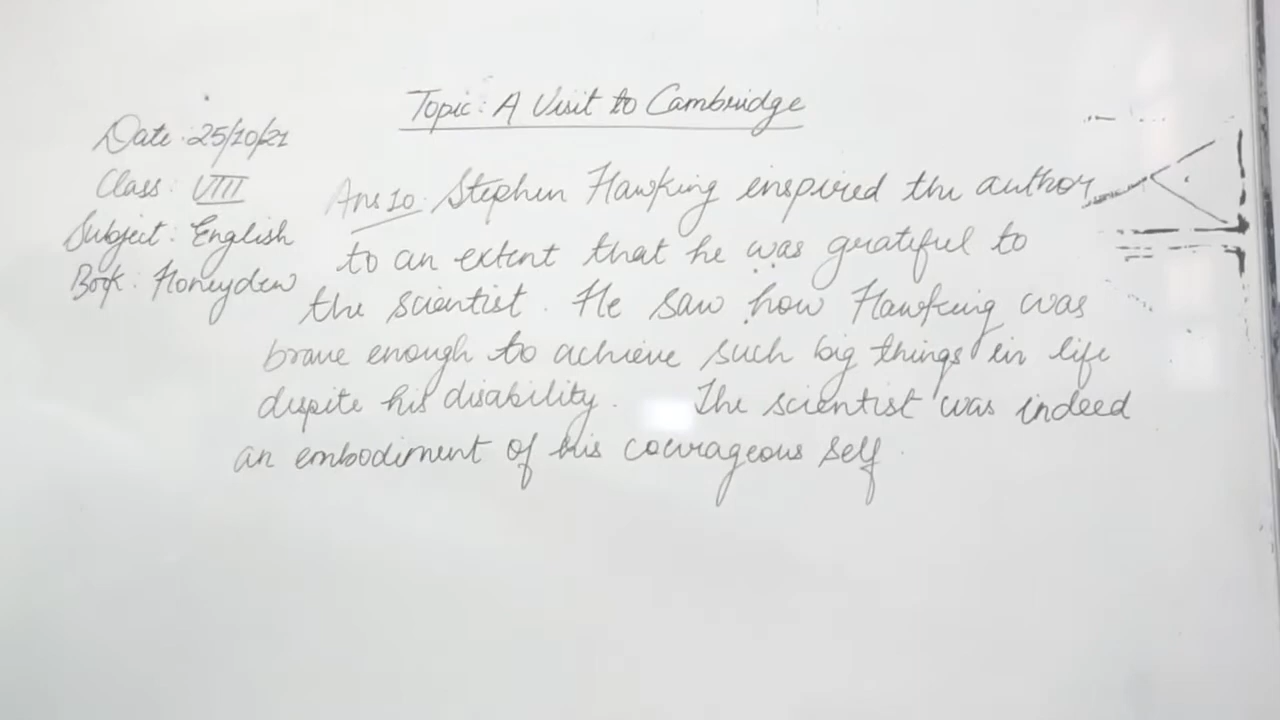 Topic: A Visit to Cambridge
Date: 25/10/21
Class: VIII
Subject: English
Book: Honeydew
Ans 10. Stephen Hawking enspired the author
to an extent that he was grateful to
the scientist. He saw how Hawking was
brave enough to achieve such big things in life
despite his disability. The scientist was indeed
an embodiment of his courageous self.